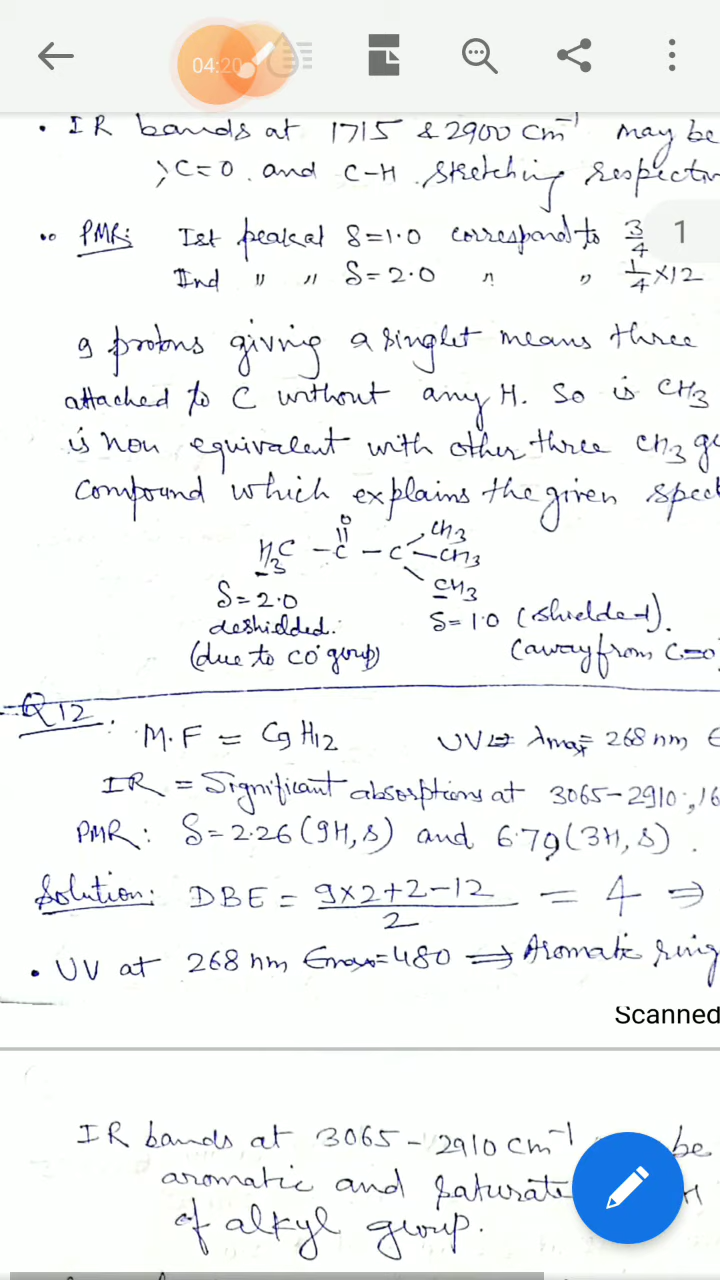 04:20
• IR bands at 1715 & 2900 cm⁻¹ may be
>C=O and C-H stretching respectiv
•• PMR: Ist peak at δ=1.0 correspond to 3/4
1
IInd " " δ=2.0 " " 1/4×12
9 protons giving a singlet means three
attached to C without any H. So is CH3
is non equivalent with other three CH3 g
Compound which explains the given spect
H3C - C(=O) - C - CH3 CH3 CH3
δ=2.0
deshielded.
(due to CO group)
δ=1.0 (shielded).
(away from C=O
Q12. M.F = C9H12 UV λmax= 268 nm ε
IR = Significant absorptions at 3065-2910, 16
PMR: δ=2.26 (9H, s) and 6.79 (3H, s).
Solution: DBE = 9×2+2-12/2 = 4 ⇒
• UV at 268 nm εmax=480 ⇒ Aromatic ring
Scanned
IR bands at 3065-2910 cm⁻¹ be
aromatic and saturate H
of alkyl group.